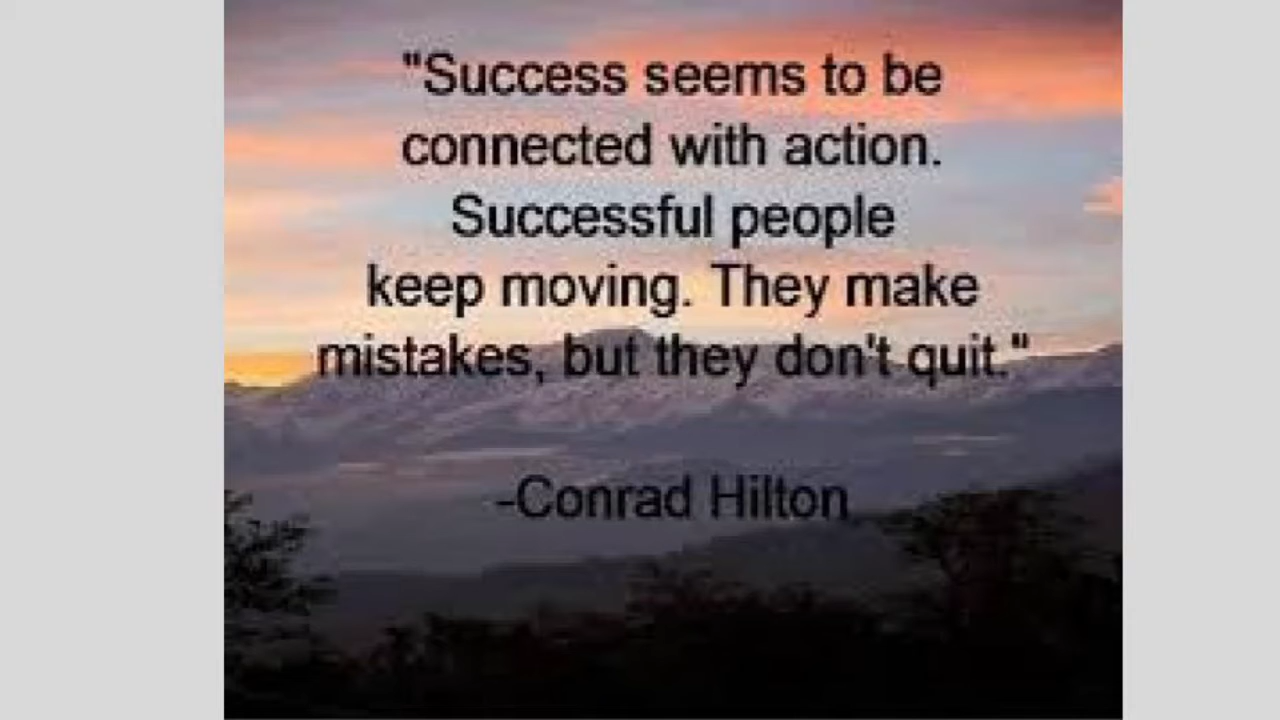 "Success seems to be
connected with action.
Successful people
keep moving. They make
mistakes, but they don't quit."
-Conrad Hilton